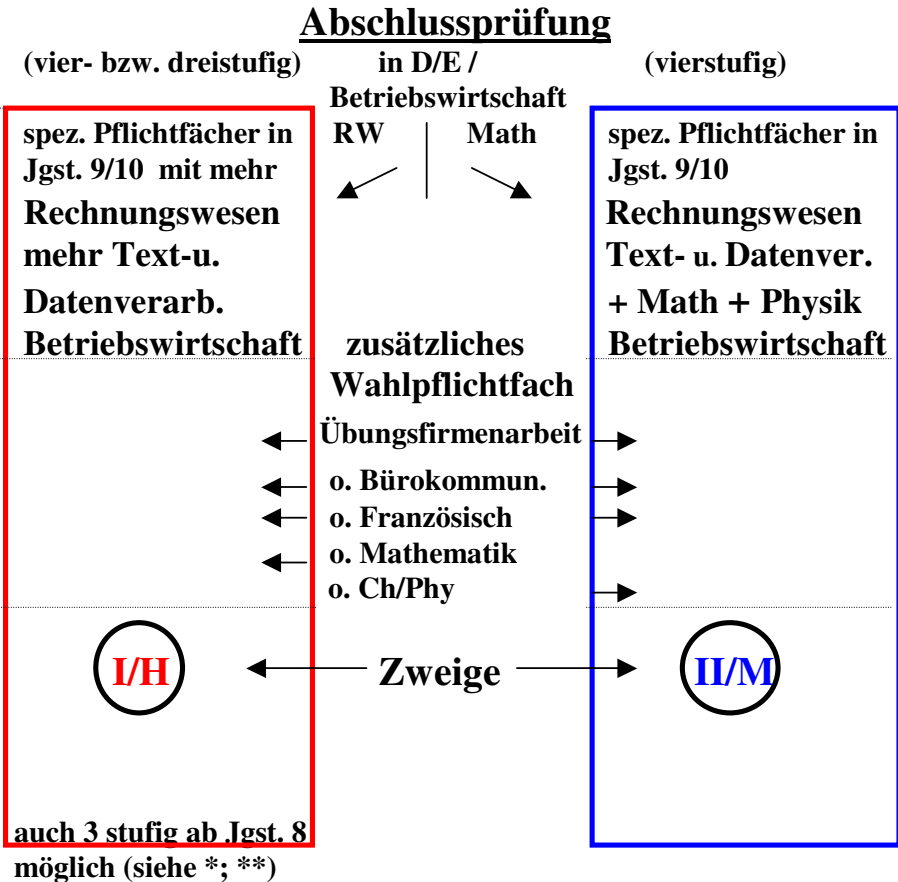 Abschlussprüfung
(vier- bzw. dreistufig)
in D/E /
Betriebswirtschaft
RW Math
(vierstufig)
spez. Pflichtfächer in
Jgst. 9/10 mit mehr
Rechnungswesen
mehr Text-u.
Datenverarb.
Betriebswirtschaft
spez. Pflichtfächer in
Jgst. 9/10
Rechnungswesen
Text- u. Datenver.
+ Math + Physik
Betriebswirtschaft
zusätzliches
Wahlpflichtfach
Übungsfirmenarbeit
o. Bürokommun.
o. Französisch
o. Mathematik
o. Ch/Phy
I/H
Zweige
II/M
auch 3 stufig ab Jgst. 8
möglich (siehe *; **)